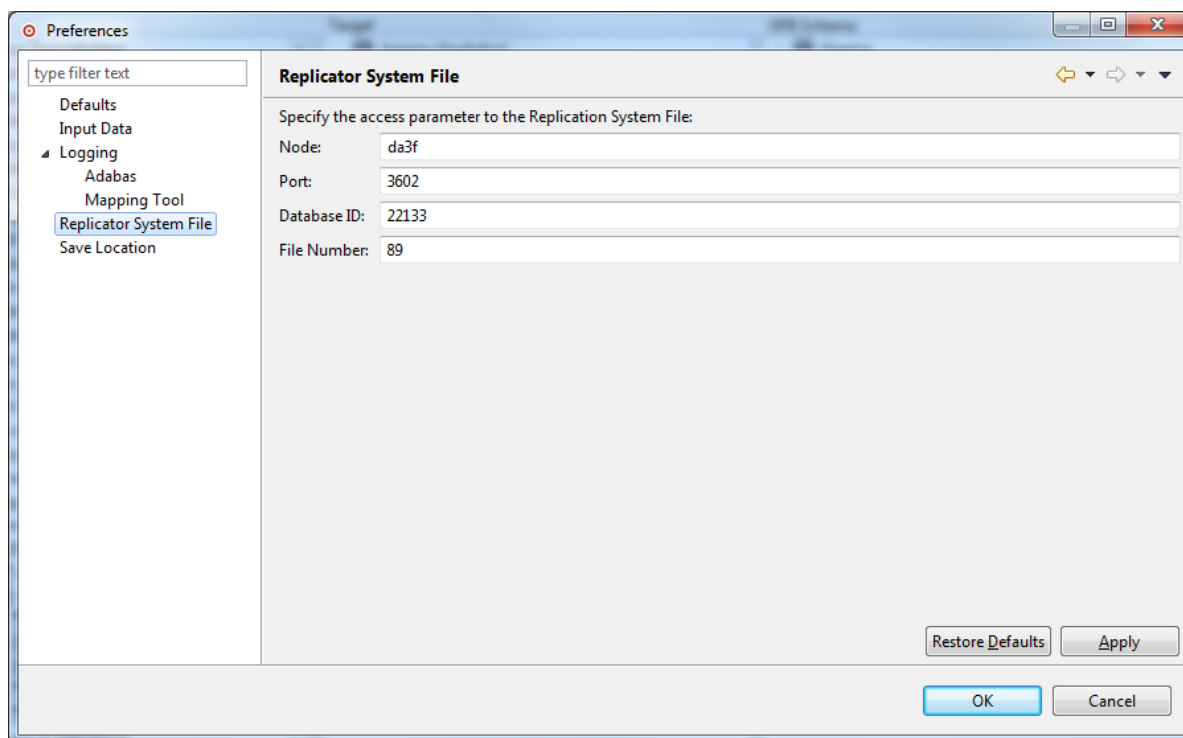 Preferences
type filter text
Defaults
Input Data
Logging
Adabas
Mapping Tool
Replicator System File
Save Location
Replicator System File
Specify the access parameter to the Replication System File:
Node: da3f
Port: 3602
Database ID: 22133
File Number: 89
Restore Defaults Apply
OK Cancel